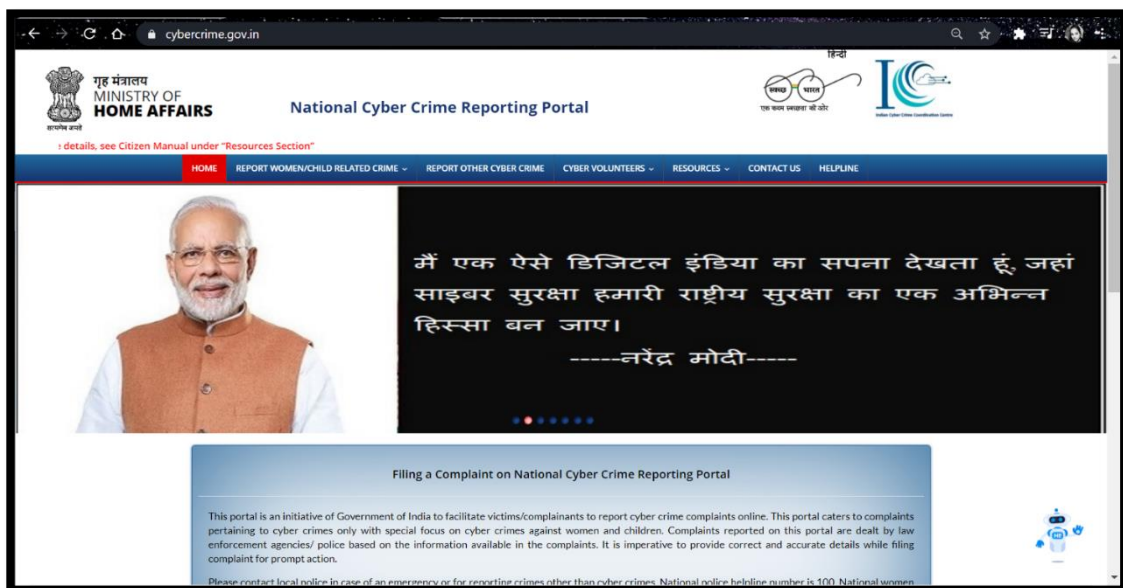 cybercrime.gov.in
हिन्दी
गृह मंत्रालय
MINISTRY OF
HOME AFFAIRS
सत्यमेव जयते
National Cyber Crime Reporting Portal
स्वच्छ भारत
एक कदम स्वच्छता की ओर
Indian Cyber Crime Coordination Centre
details, see Citizen Manual under "Resources Section"
HOME REPORT WOMEN/CHILD RELATED CRIME REPORT OTHER CYBER CRIME CYBER VOLUNTEERS RESOURCES CONTACT US HELPLINE
मैं एक ऐसे डिजिटल इंडिया का सपना देखता हूं, जहां
साइबर सुरक्षा हमारी राष्ट्रीय सुरक्षा का एक अभिन्न
हिस्सा बन जाए।
-----नरेंद्र मोदी-----
Filing a Complaint on National Cyber Crime Reporting Portal
This portal is an initiative of Government of India to facilitate victims/complainants to report cyber crime complaints online. This portal caters to complaints
pertaining to cyber crimes only with special focus on cyber crimes against women and children. Complaints reported on this portal are dealt by law
enforcement agencies/ police based on the information available in the complaints. It is imperative to provide correct and accurate details while filing
complaint for prompt action.
Please contact local police in case of an emergency or for reporting crimes other than cyber crimes. National police helpline number is 100. National women